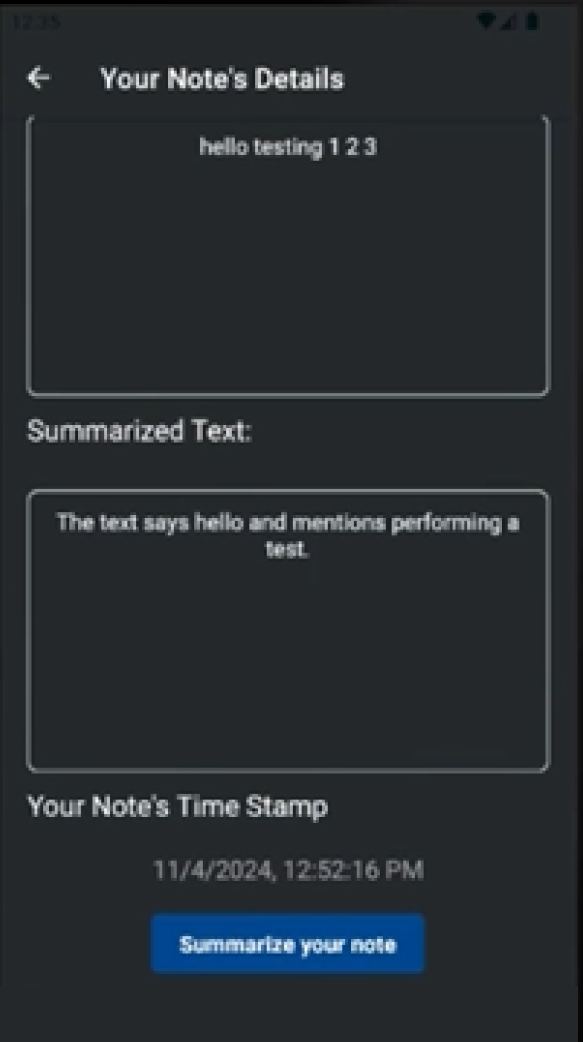 12:35
Your Note's Details
hello testing 1 2 3
Summarized Text:
The text says hello and mentions performing a
test.
Your Note's Time Stamp
11/4/2024, 12:52:16 PM
Summarize your note